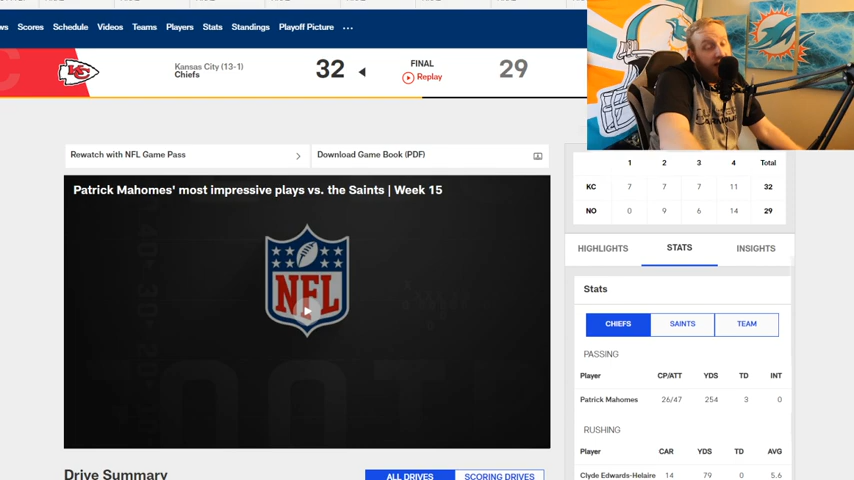 Scores Schedule Videos Teams Players Stats Standings Playoff Picture ...
Kansas City (13-1)
Chiefs
32
FINAL
Replay
29
Rewatch with NFL Game Pass
Download Game Book (PDF)
Patrick Mahomes' most impressive plays vs. the Saints | Week 15
NFL
1 2 3 4 Total
KC 7 7 7 11 32
NO 0 9 6 14 29
HIGHLIGHTS STATS INSIGHTS
Stats
CHIEFS SAINTS TEAM
PASSING
Player CP/ATT YDS TD INT
Patrick Mahomes 26/47 254 3 0
RUSHING
Player CAR YDS TD AVG
Clyde Edwards-Helaire 14 79 0 5.6
Drive Summary
ALL DRIVES SCORING DRIVES